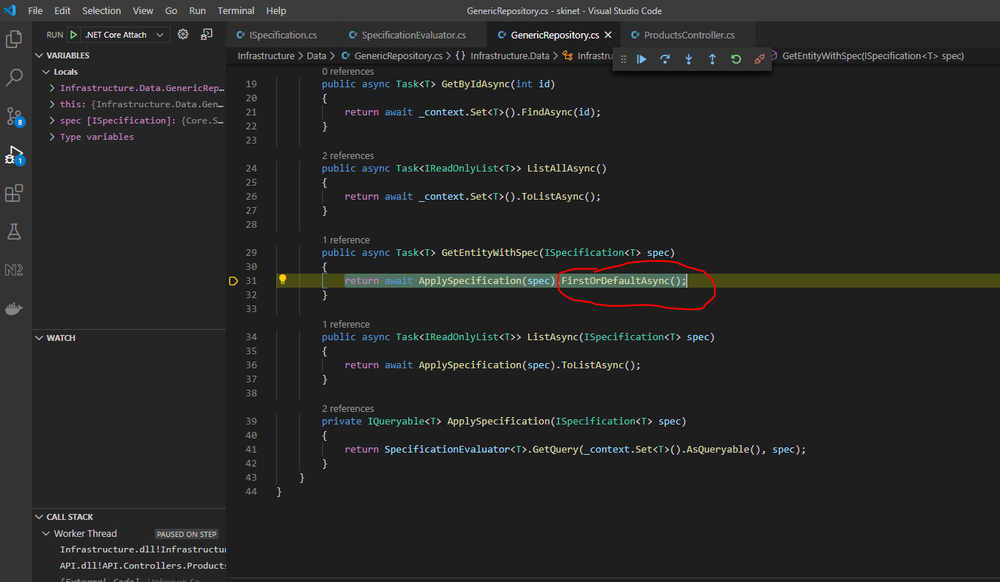 File Edit Selection View Go Run Terminal Help GenericRepository.cs - skinet - Visual Studio Code
RUN .NET Core Attach
ISpecification.cs SpecificationEvaluator.cs GenericRepository.cs ProductsController.cs
Infrastructure > Data > GenericRepository.cs > {} Infrastructure.Data > Infrastru GetEntityWithSpec(ISpecification<T> spec)
VARIABLES
Locals
Infrastructure.Data.GenericRep…
this: {Infrastructure.Data.Gen…
spec [ISpecification]: {Core.S…
Type variables
WATCH
CALL STACK
Worker Thread PAUSED ON STEP
Infrastructure.dll!Infrastructur
API.dll!API.Controllers.Products
[External Code] Unknown So
8
1
0 references
19 public async Task<T> GetByIdAsync(int id)
20 {
21 return await _context.Set<T>().FindAsync(id);
22 }
23
2 references
24 public async Task<IReadOnlyList<T>> ListAllAsync()
25 {
26 return await _context.Set<T>().ToListAsync();
27 }
28
1 reference
29 public async Task<T> GetEntityWithSpec(ISpecification<T> spec)
30 {
31 return await ApplySpecification(spec).FirstOrDefaultAsync();
32 }
33
1 reference
34 public async Task<IReadOnlyList<T>> ListAsync(ISpecification<T> spec)
35 {
36 return await ApplySpecification(spec).ToListAsync();
37 }
38
2 references
39 private IQueryable<T> ApplySpecification(ISpecification<T> spec)
40 {
41 return SpecificationEvaluator<T>.GetQuery(_context.Set<T>().AsQueryable(), spec);
42 }
43 }
44 }